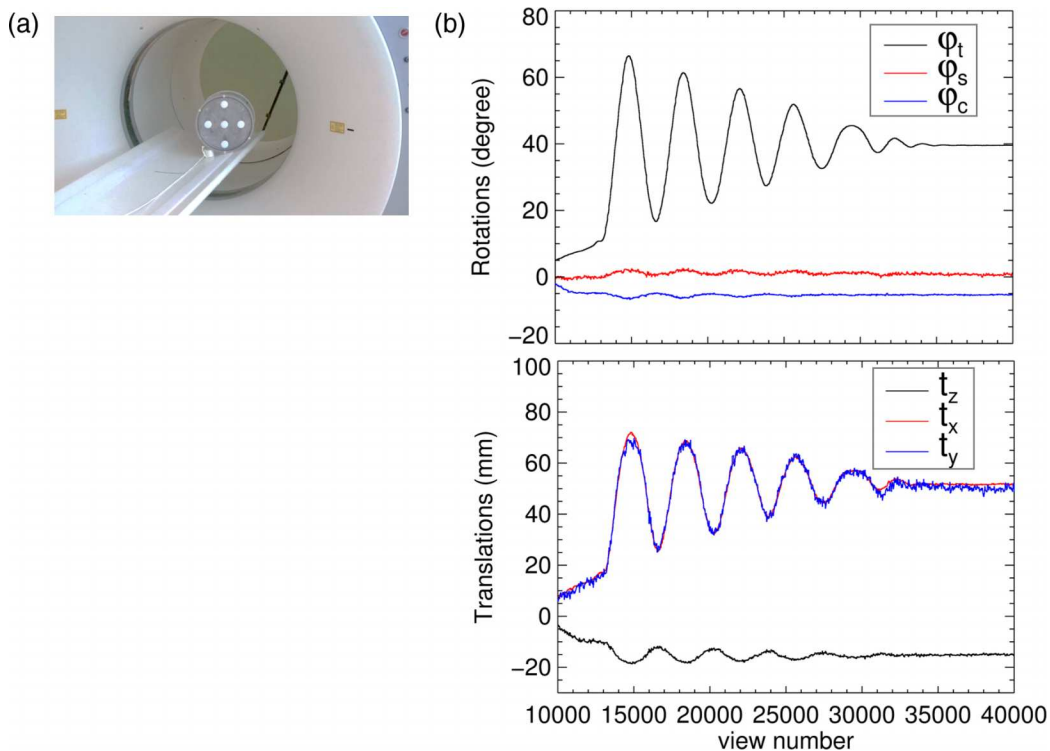 (a)
(b)
80
60
40
20
0
−20
Rotations (degree)
φt
φs
φc
100
80
60
40
20
0
−20
Translations (mm)
tz
tx
ty
10000 15000 20000 25000 30000 35000 40000
view number